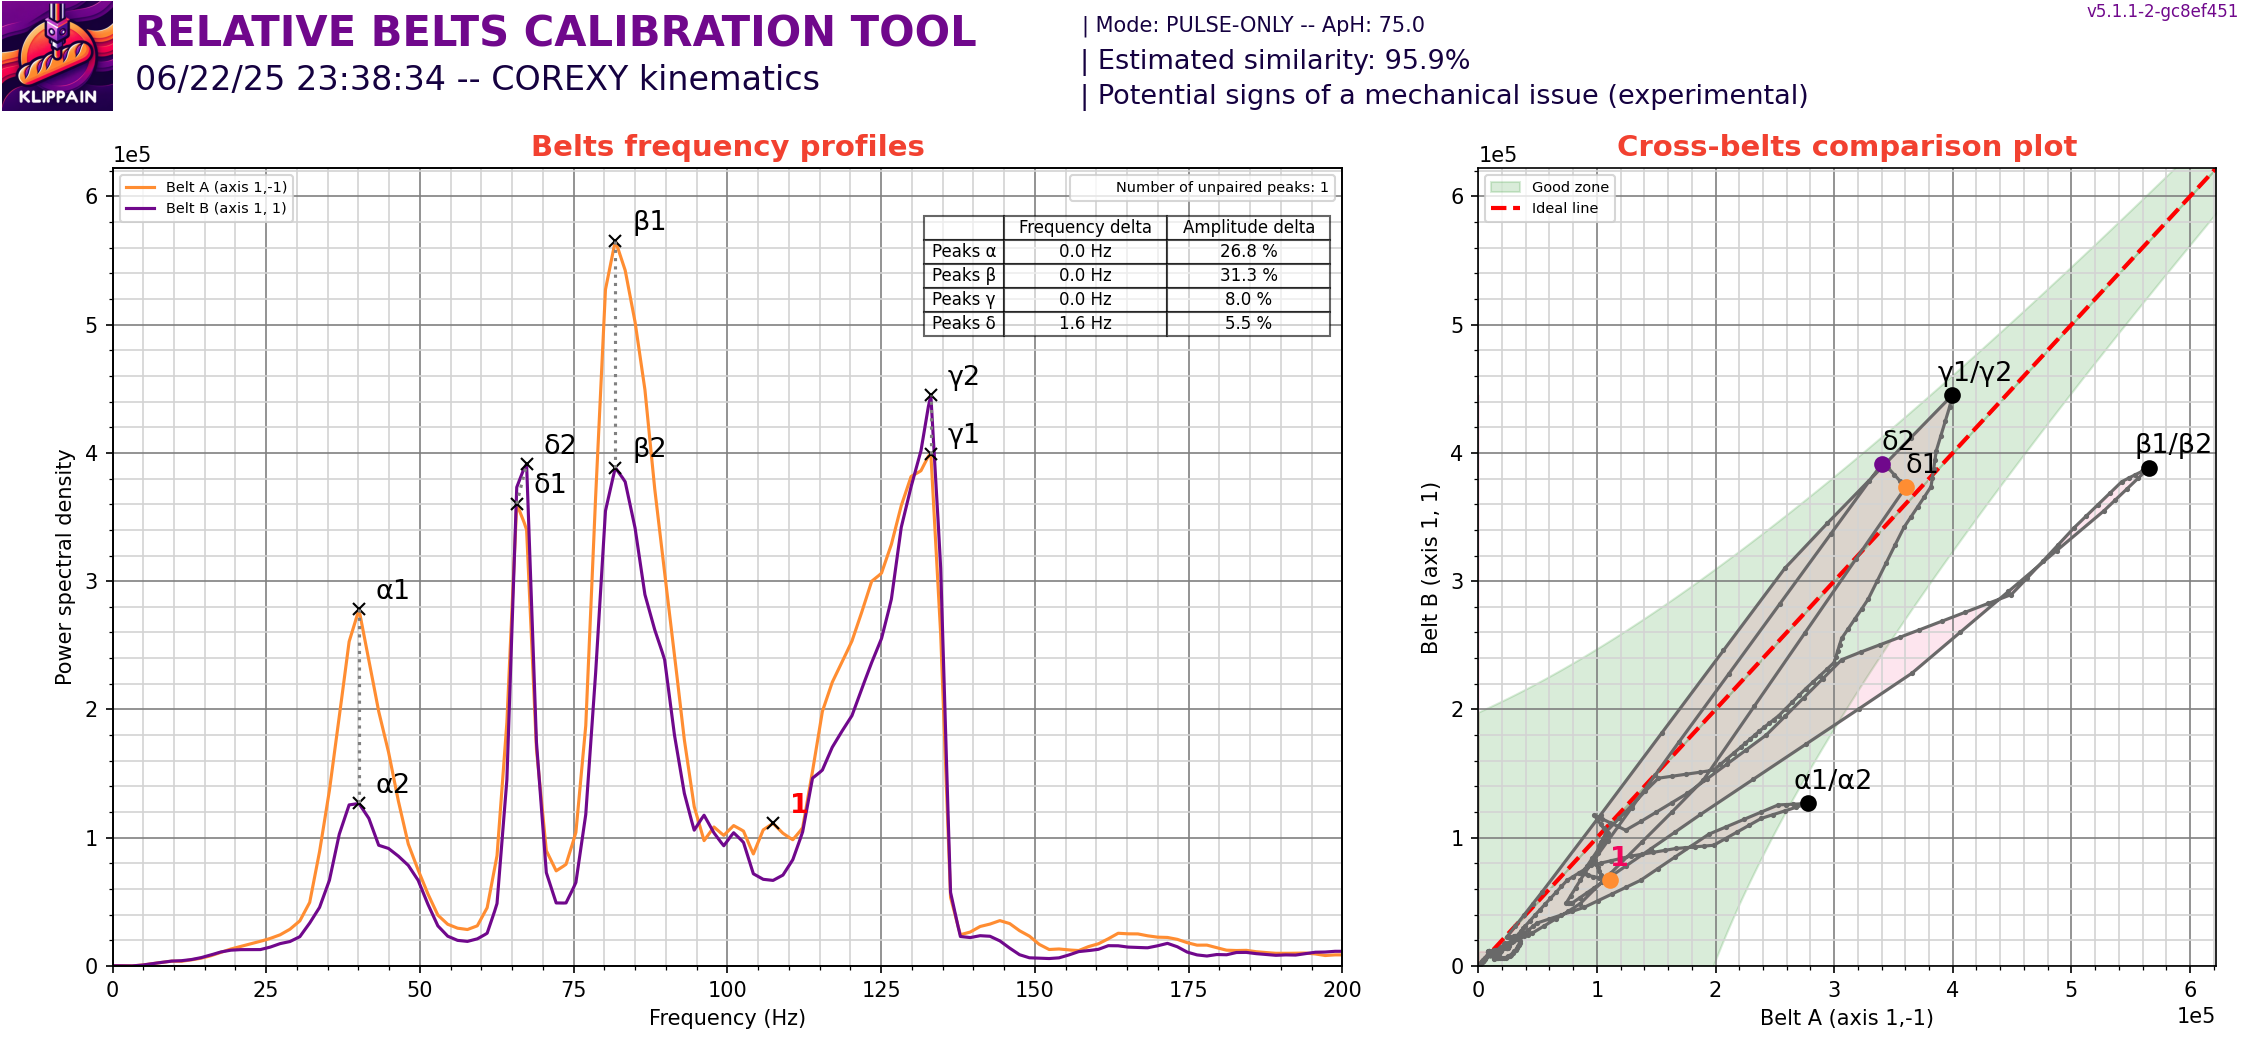 KLIPPAIN
RELATIVE BELTS CALIBRATION TOOL
06/22/25 23:38:34 -- COREXY kinematics
| Mode: PULSE-ONLY -- ApH: 75.0
| Estimated similarity: 95.9%
| Potential signs of a mechanical issue (experimental)
v5.1.1-2-gc8ef451
Belts frequency profiles
1e5
Belt A (axis 1,-1)
Belt B (axis 1, 1)
Number of unpaired peaks: 1
Frequency delta Amplitude delta
Peaks α 0.0 Hz 26.8 %
Peaks β 0.0 Hz 31.3 %
Peaks γ 0.0 Hz 8.0 %
Peaks δ 1.6 Hz 5.5 %
α1
α2
δ2
δ1
β1
β2
1
γ2
γ1
6
5
4
3
2
1
0
Power spectral density
0 25 50 75 100 125 150 175 200
Frequency (Hz)
Cross-belts comparison plot
1e5
Good zone
Ideal line
γ1/γ2
δ2
δ1
β1/β2
α1/α2
1
6
5
4
3
2
1
0
Belt B (axis 1, 1)
0 1 2 3 4 5 6
Belt A (axis 1,-1)
1e5